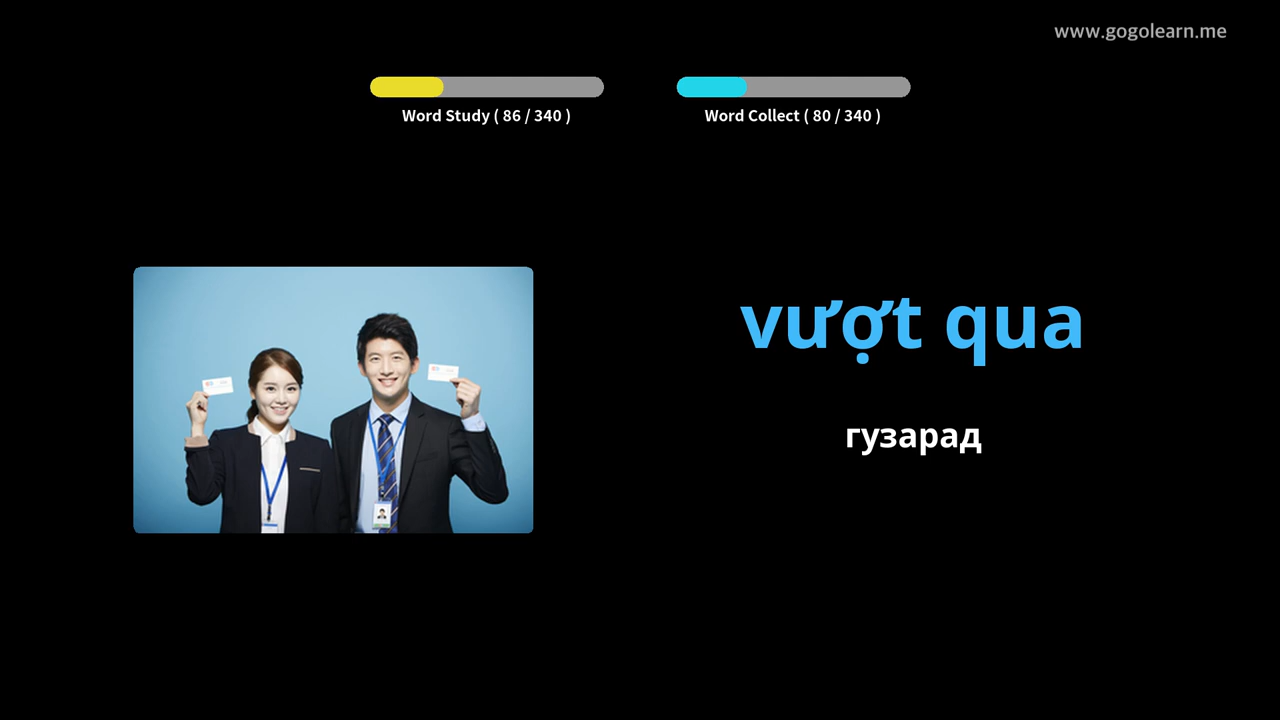 www.gogolearn.me
Word Study ( 86 / 340 )
Word Collect ( 80 / 340 )
vượt qua
гузарад